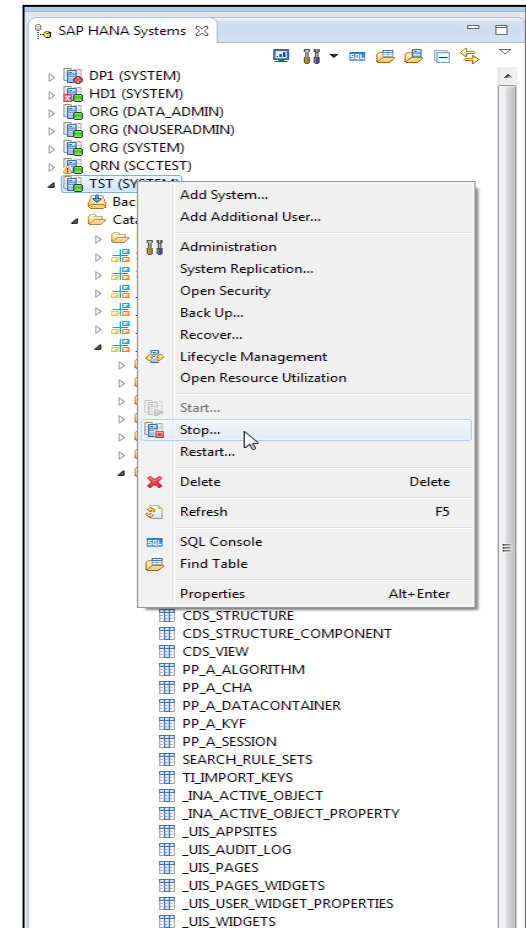 SAP HANA Systems
SQL
DP1 (SYSTEM)
HD1 (SYSTEM)
ORG (DATA_ADMIN)
ORG (NOUSERADMIN)
ORG (SYSTEM)
QRN (SCCTEST)
TST (SYSTEM)
Add System...
Add Additional User...
Administration
System Replication...
Open Security
Back Up...
Recover...
Lifecycle Management
Open Resource Utilization
Start...
Stop...
Restart...
Delete Delete
Refresh F5
SQL SQL Console
Find Table
Properties Alt+Enter
CDS_STRUCTURE
CDS_STRUCTURE_COMPONENT
CDS_VIEW
PP_A_ALGORITHM
PP_A_CHA
PP_A_DATACONTAINER
PP_A_KYF
PP_A_SESSION
SEARCH_RULE_SETS
TI_IMPORT_KEYS
_INA_ACTIVE_OBJECT
_INA_ACTIVE_OBJECT_PROPERTY
_UIS_APPSITES
_UIS_AUDIT_LOG
_UIS_PAGES
_UIS_PAGES_WIDGETS
_UIS_USER_WIDGET_PROPERTIES
_UIS_WIDGETS